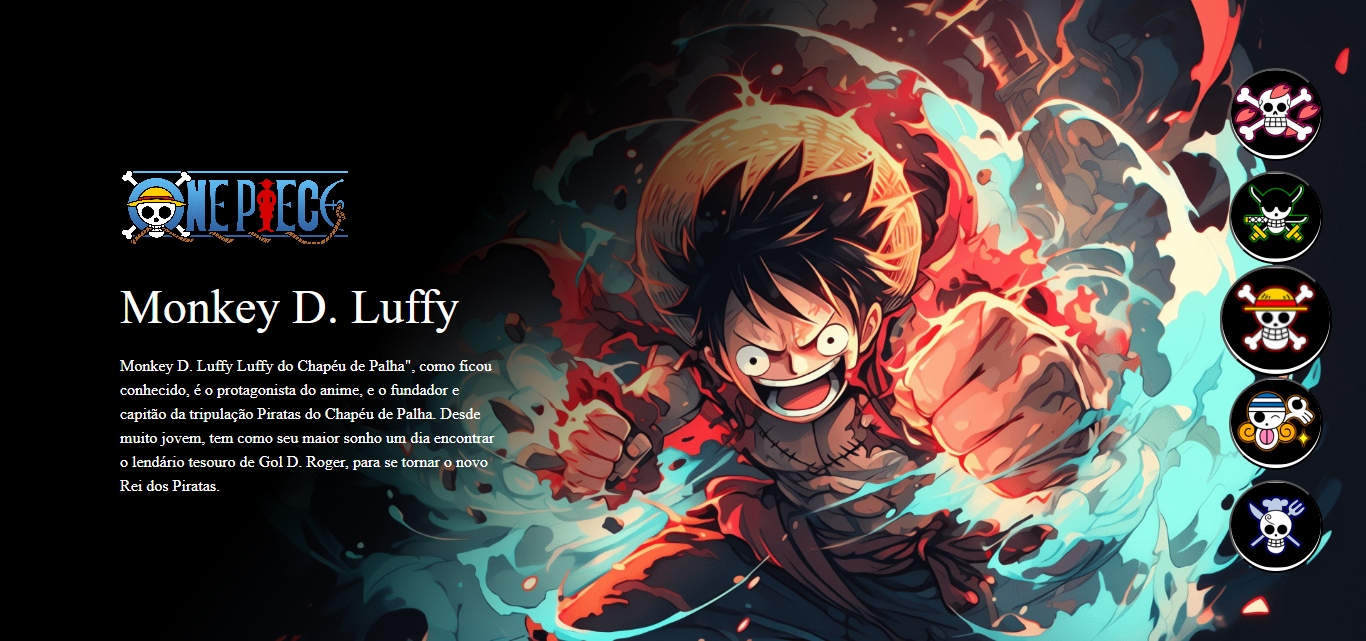 ONE PIECE
Monkey D. Luffy
Monkey D. Luffy Luffy do Chapéu de Palha", como ficou
conhecido, é o protagonista do anime, e o fundador e
capitão da tripulação Piratas do Chapéu de Palha. Desde
muito jovem, tem como seu maior sonho um dia encontrar
o lendário tesouro de Gol D. Roger, para se tornar o novo
Rei dos Piratas.